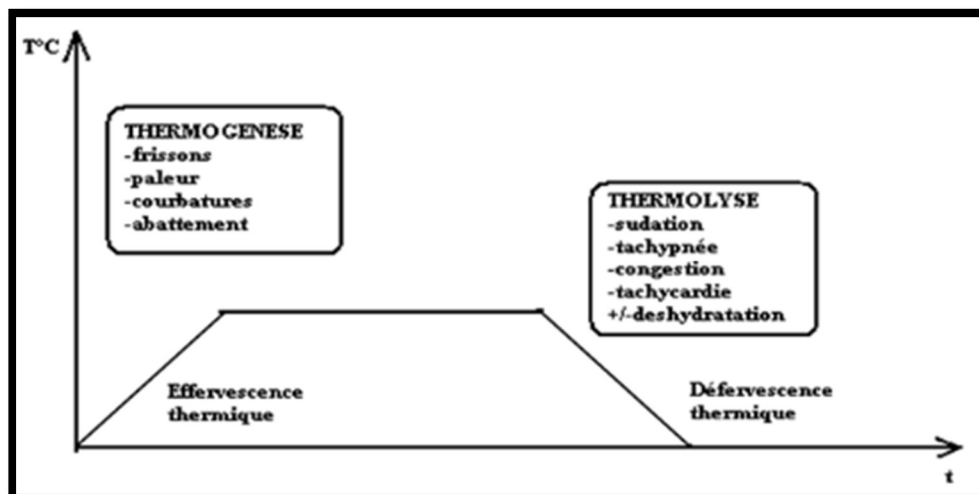 T°C
THERMOGENESE
-frissons
-paleur
-courbatures
-abattement
THERMOLYSE
-sudation
-tachypnée
-congestion
-tachycardie
+/-deshydratation
Effervescence
thermique
Défervescence
thermique
t